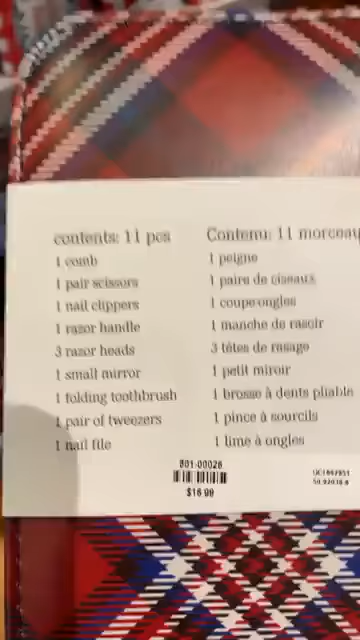 contents: 11 pcs
1 comb
1 pair scissors
1 nail clippers
1 razor handle
3 razor heads
1 small mirror
1 folding toothbrush
1 pair of tweezers
1 nail file
Contenu: 11 morceau
1 peigne
1 paire de ciseaux
1 coupe-ongles
1 manche de rasoir
3 têtes de rasage
1 petit miroir
1 brosse à dents pliable
1 pince à sourcils
1 lime à ongles
801-00026
$16.99